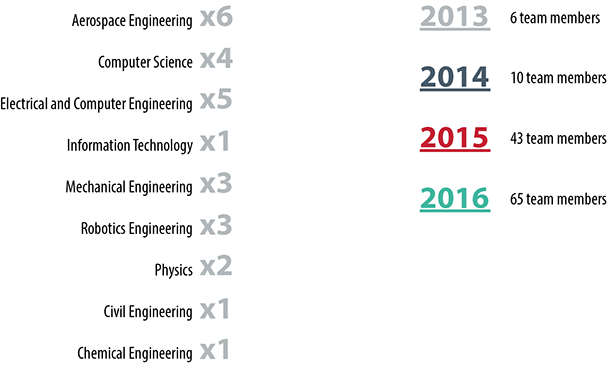 Aerospace Engineering x6
Computer Science x4
Electrical and Computer Engineering x5
Information Technology x1
Mechanical Engineering x3
Robotics Engineering x3
Physics x2
Civil Engineering x1
Chemical Engineering x1
2013 6 team members
2014 10 team members
2015 43 team members
2016 65 team members